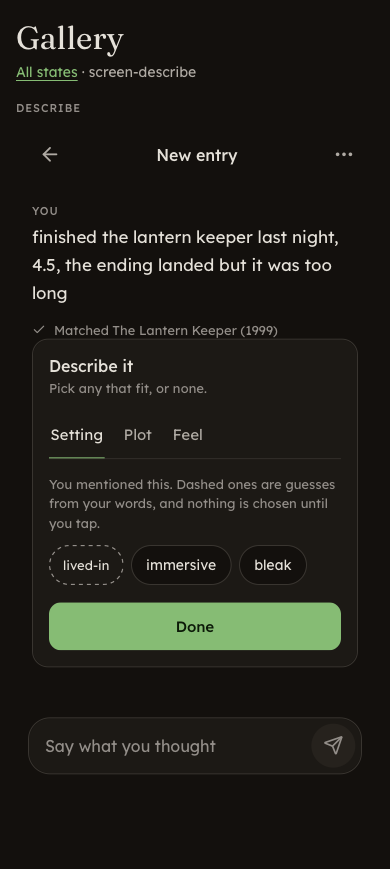 Gallery
All states · screen-describe
DESCRIBE
New entry
YOU
finished the lantern keeper last night,
4.5, the ending landed but it was too
long
Matched The Lantern Keeper (1999)
Describe it
Pick any that fit, or none.
Setting Plot Feel
You mentioned this. Dashed ones are guesses
from your words, and nothing is chosen until
you tap.
lived-in immersive bleak
Done
Say what you thought